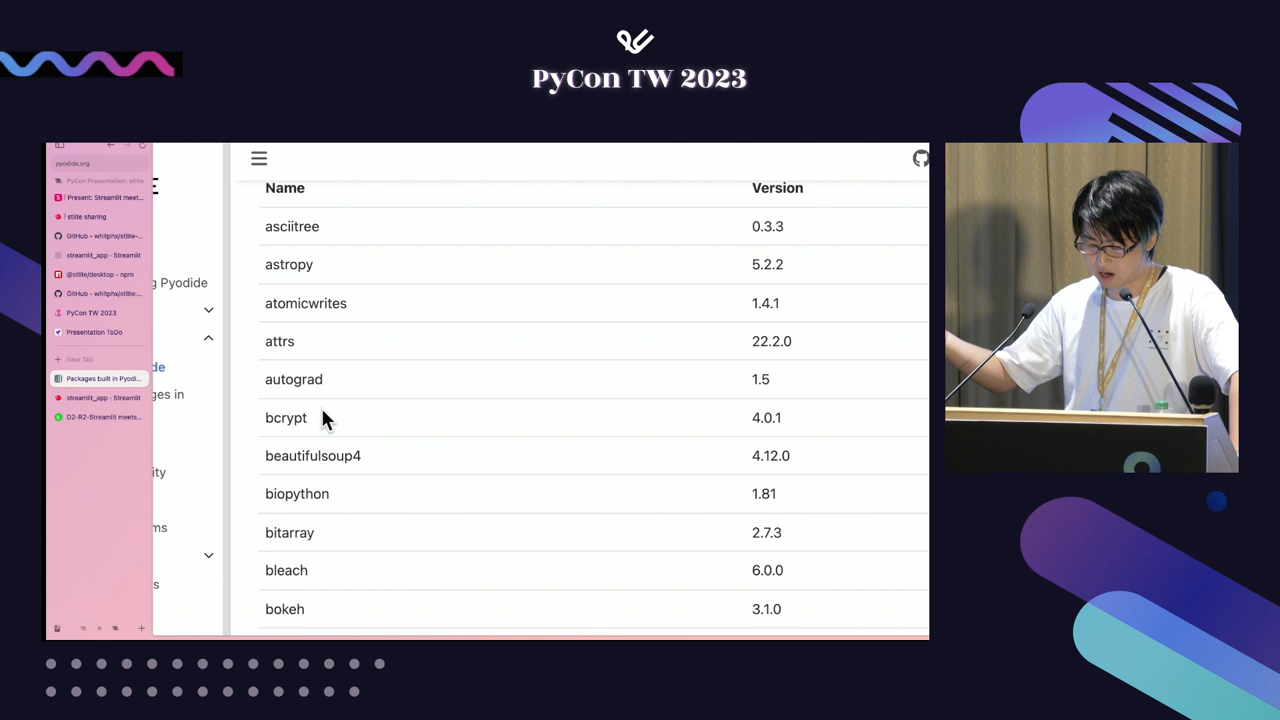 PyCon TW 2023
pyodide.org
PyCon Presentation: stlite
Present: Streamlit meet...
stlite sharing
GitHub - whitphx/stlite-...
streamlit_app · Streamlit
@stlite/desktop - npm
GitHub - whitphx/stlite:...
PyCon TW 2023
Presentation ToDo
New Tab
Packages built in Pyodi...
streamlit_app · Streamlit
D2-R2-Streamlit meets...
g Pyodide
de
ges in
ity
ms
s
Name Version
asciitree 0.3.3
astropy 5.2.2
atomicwrites 1.4.1
attrs 22.2.0
autograd 1.5
bcrypt 4.0.1
beautifulsoup4 4.12.0
biopython 1.81
bitarray 2.7.3
bleach 6.0.0
bokeh 3.1.0